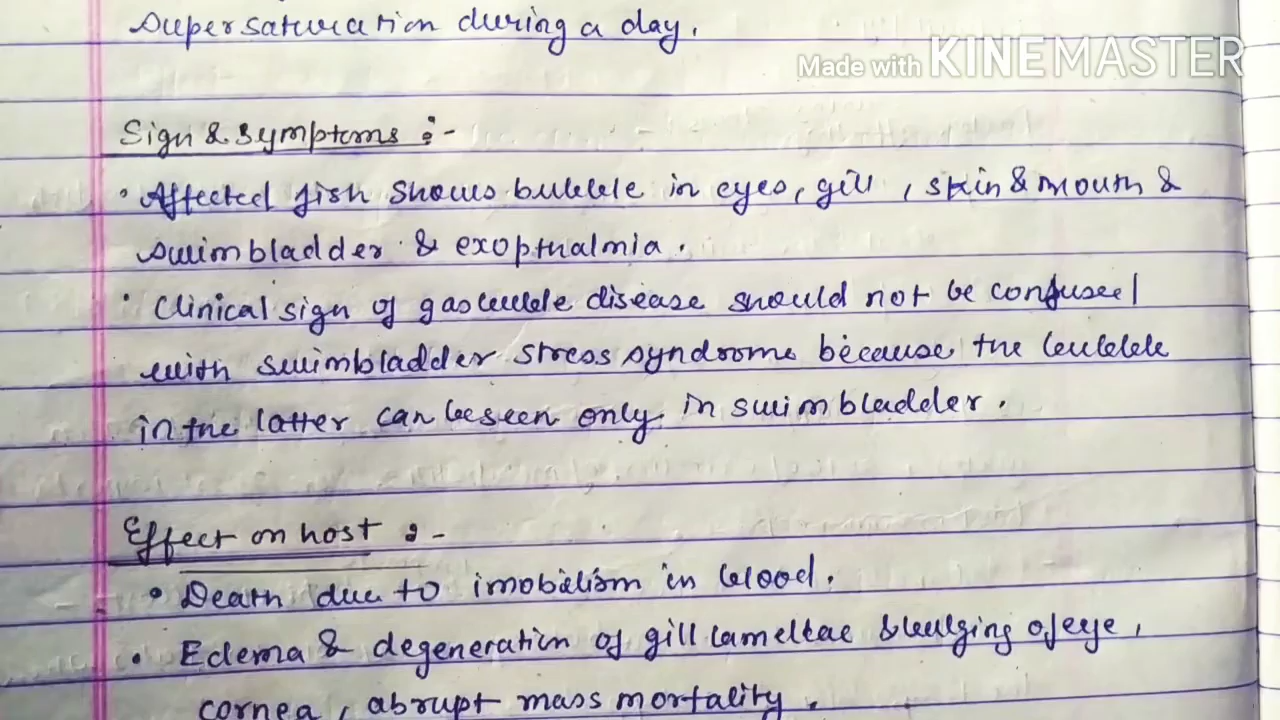 Supersaturation during a day.
Made with KINEMASTER
Sign & symptoms :-
• Affected fish shows bubble in eyes, gill, skin & mouth &
swimbladder & exopthalmia.
• Clinical sign of gas bubble disease should not be confused
with swimbladder stress syndrome because the bubble
in the latter can be seen only in swimbladder.
Effect on host :-
• Death due to imobilism in blood.
• Edema & degeneration of gill lamellae & bulging of eye,
cornea, abrupt mass mortality.